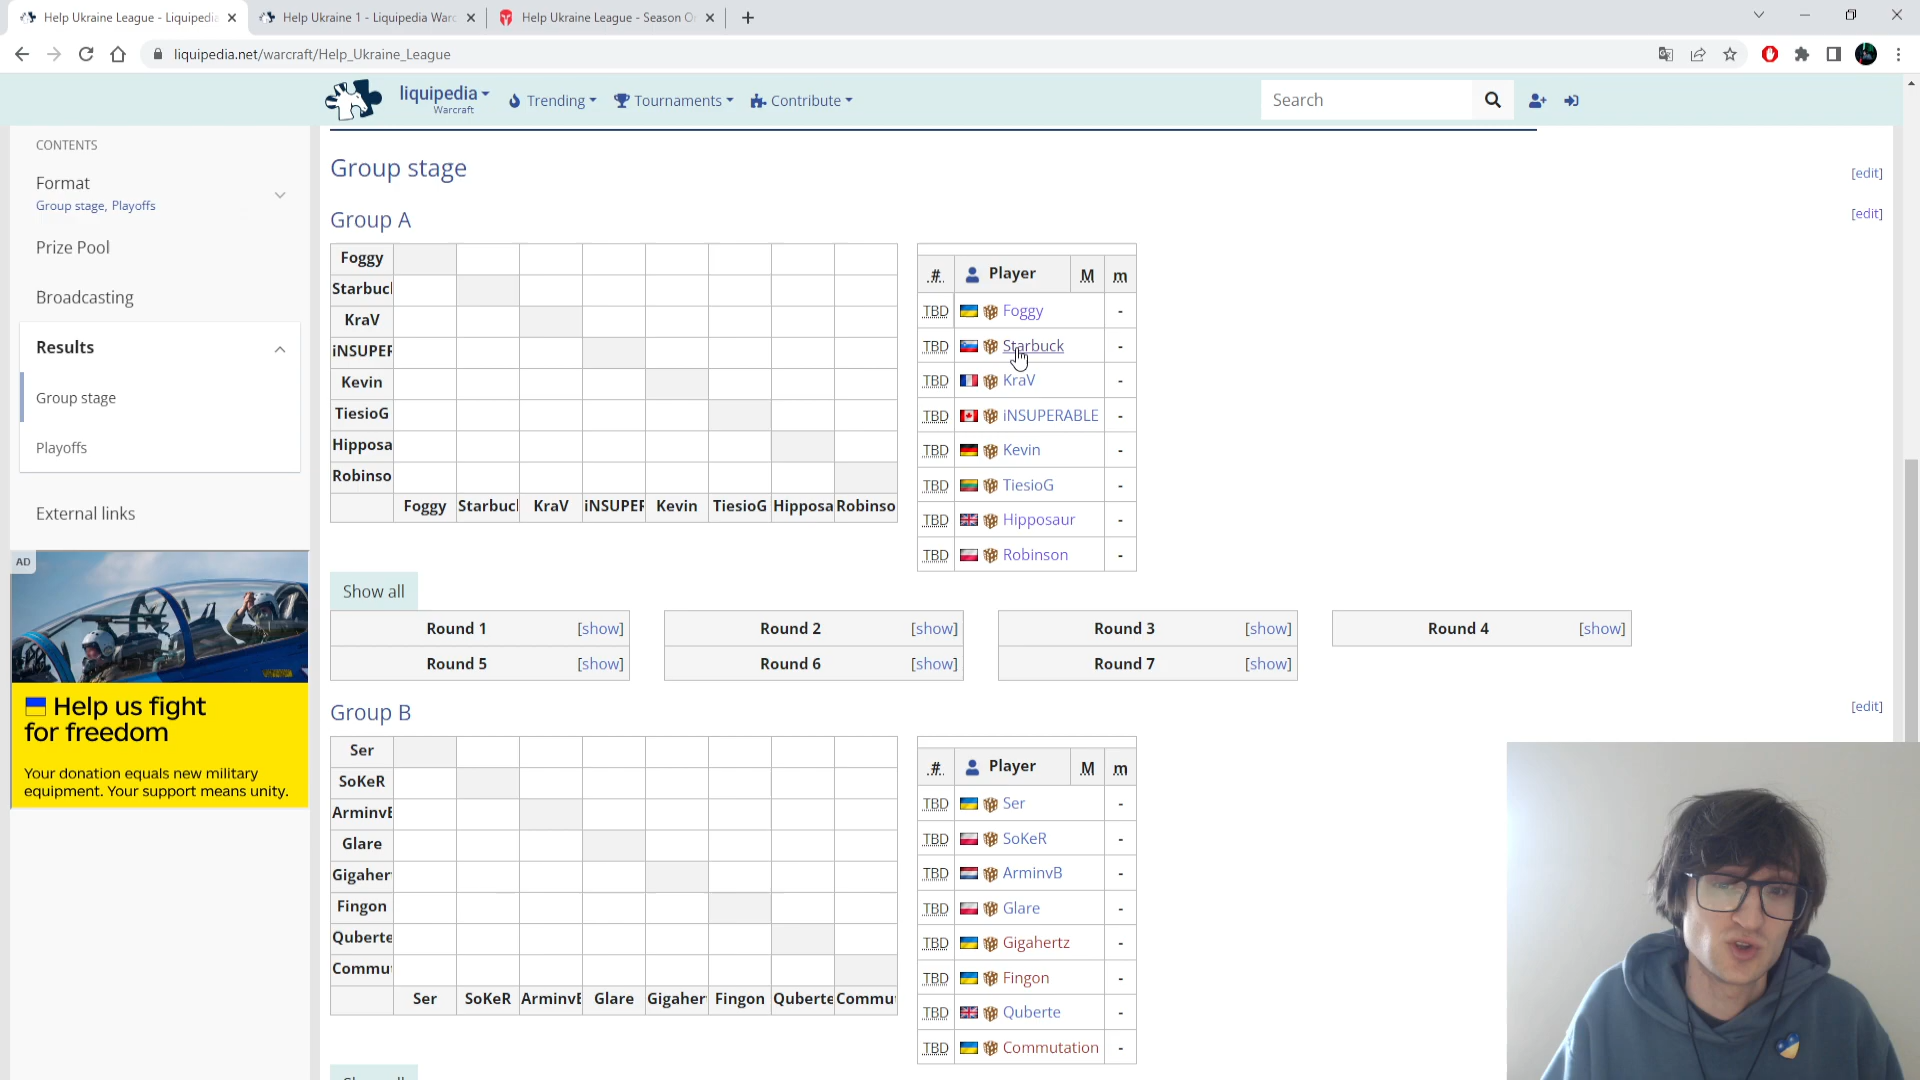 Help Ukraine League - Liquipedia
Help Ukraine 1 - Liquipedia Warc
Help Ukraine League - Season O
liquipedia.net/warcraft/Help_Ukraine_League
liquipedia
Warcraft
Trending
Tournaments
Contribute
Search
CONTENTS
Format
Group stage, Playoffs
Prize Pool
Broadcasting
Results
Group stage
Playoffs
External links
AD
Help us fight
for freedom
Your donation equals new military
equipment. Your support means unity.
Group stage
[edit]
Group A
[edit]
Foggy
Starbucl
KraV
iNSUPER
Kevin
TiesioG
Hipposa
Robinso
Foggy Starbucl KraV iNSUPER Kevin TiesioG Hipposa Robinso
# Player M m
TBD Foggy -
TBD Starbuck -
TBD KraV -
TBD iNSUPERABLE -
TBD Kevin -
TBD TiesioG -
TBD Hipposaur -
TBD Robinson -
Show all
Round 1 [show] Round 2 [show] Round 3 [show] Round 4 [show]
Round 5 [show] Round 6 [show] Round 7 [show]
Group B
[edit]
Ser
SoKeR
ArminvB
Glare
Gigaher
Fingon
Quberte
Commu
Ser SoKeR ArminvB Glare Gigaher Fingon Quberte Commu
# Player M m
TBD Ser -
TBD SoKeR -
TBD ArminvB -
TBD Glare -
TBD Gigahertz -
TBD Fingon -
TBD Quberte -
TBD Commutation -